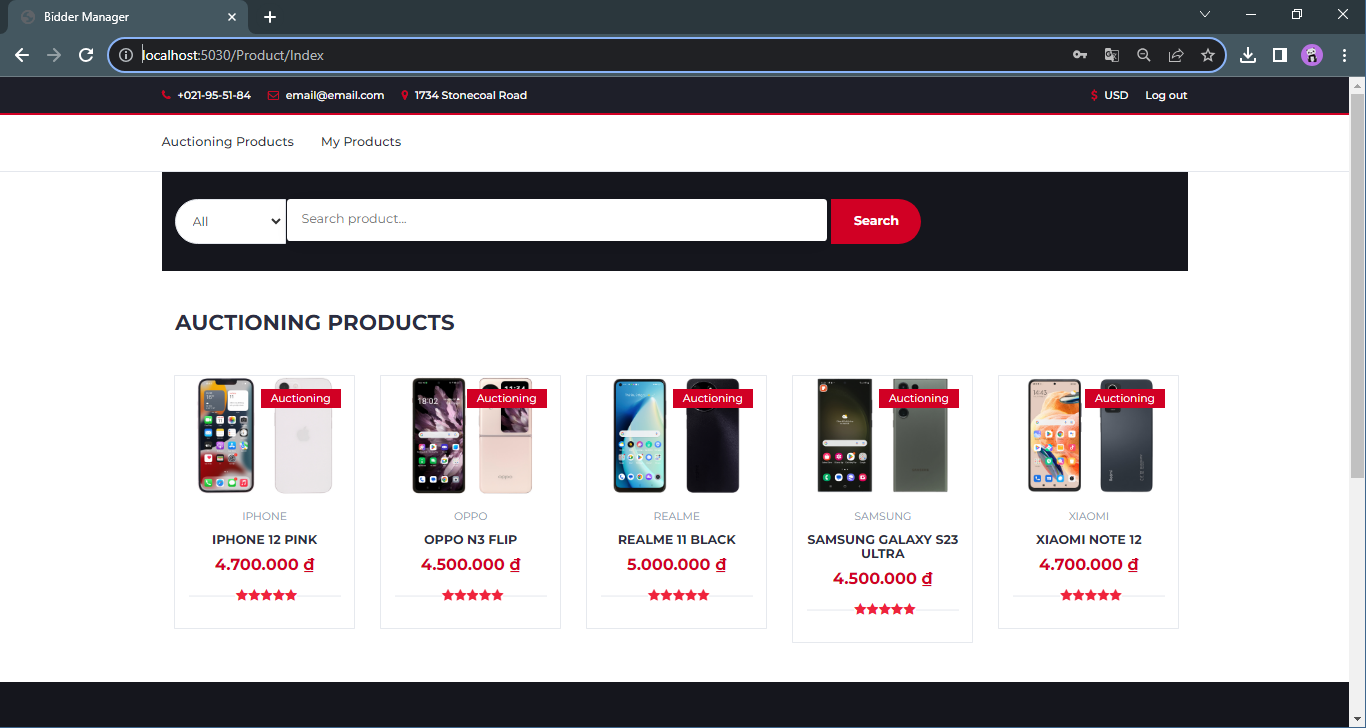 Bidder Manager
localhost:5030/Product/Index
+021-95-51-84 email@email.com 1734 Stonecoal Road $ USD Log out
Auctioning Products My Products
All Search product... Search
AUCTIONING PRODUCTS
Auctioning Auctioning Auctioning Auctioning Auctioning
IPHONE OPPO REALME SAMSUNG XIAOMI
IPHONE 12 PINK OPPO N3 FLIP REALME 11 BLACK SAMSUNG GALAXY S23 ULTRA XIAOMI NOTE 12
4.700.000 ₫ 4.500.000 ₫ 5.000.000 ₫ 4.500.000 ₫ 4.700.000 ₫